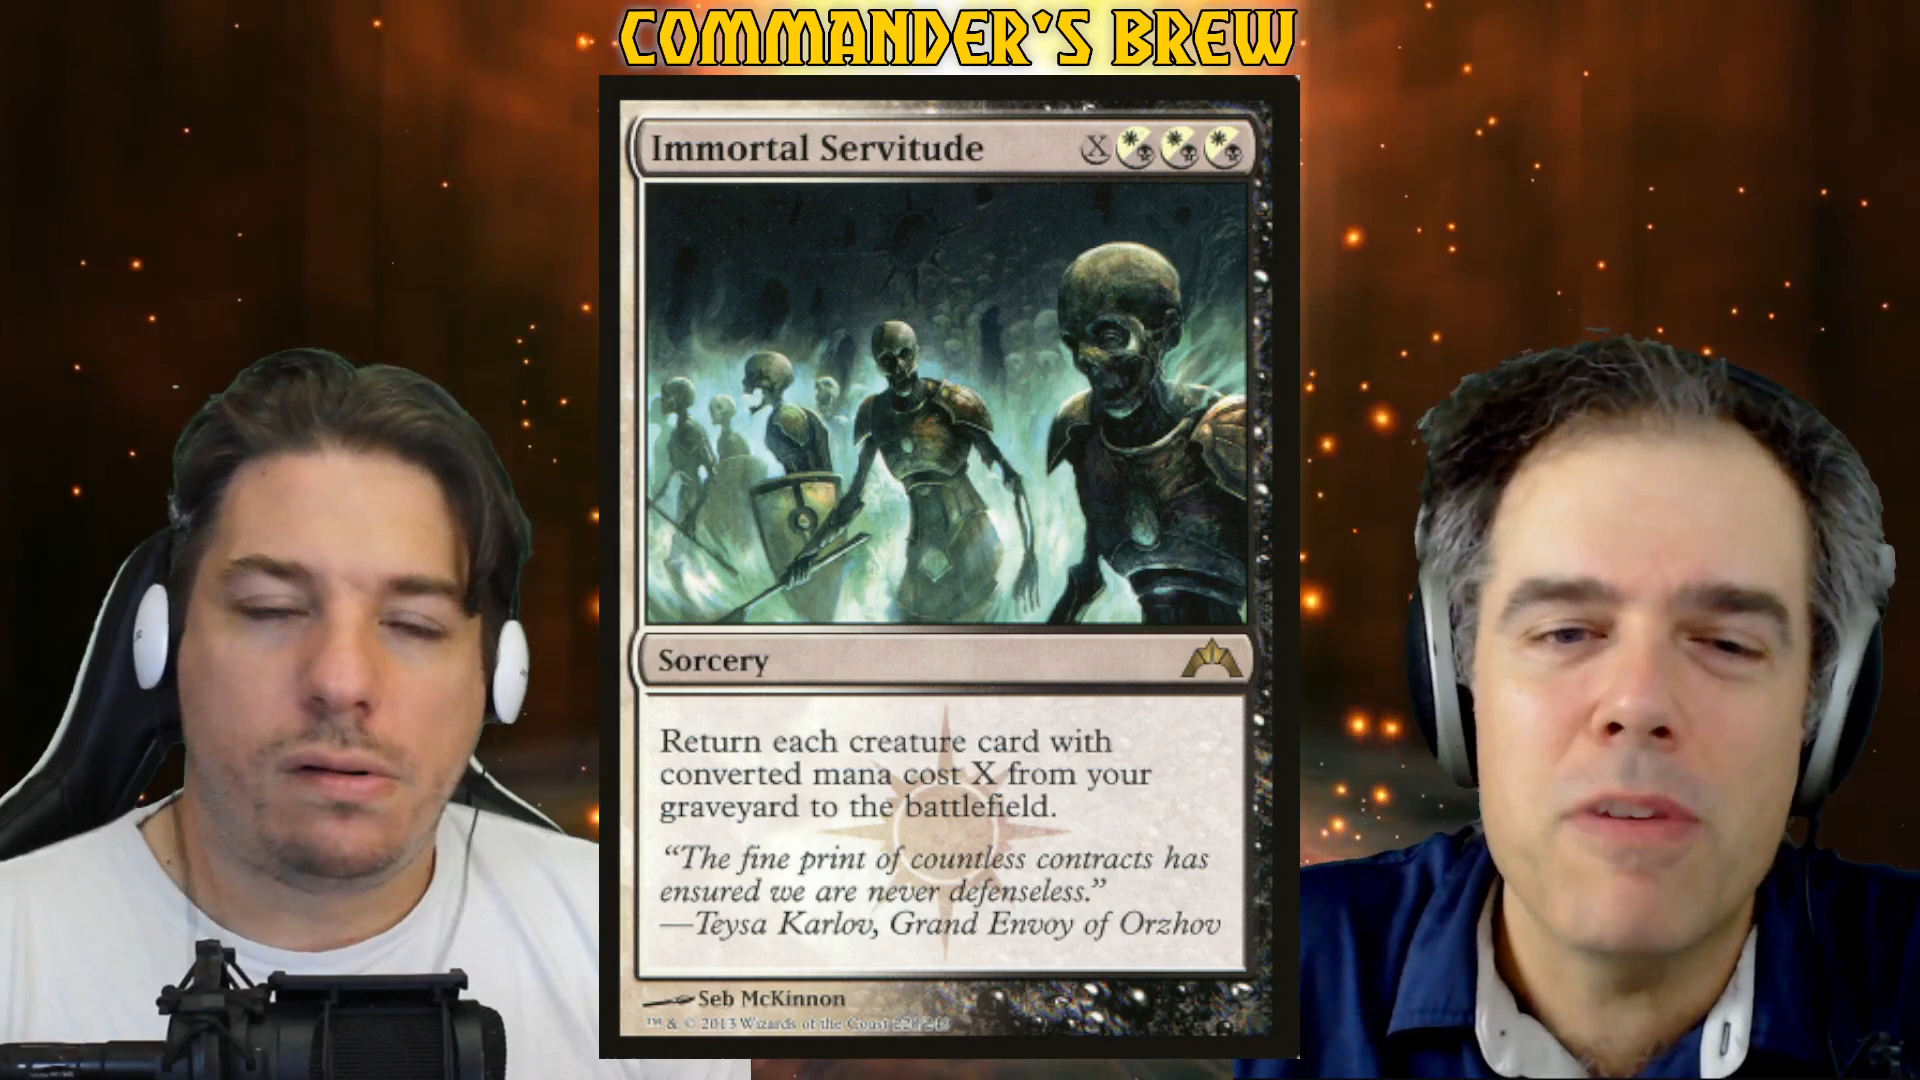 COMMANDER'S BREW
Immortal Servitude X
Sorcery
Return each creature card with
converted mana cost X from your
graveyard to the battlefield.
"The fine print of countless contracts has
ensured we are never defenseless."
—Teysa Karlov, Grand Envoy of Orzhov
Seb McKinnon
™ & © 2013 Wizards of the Coast